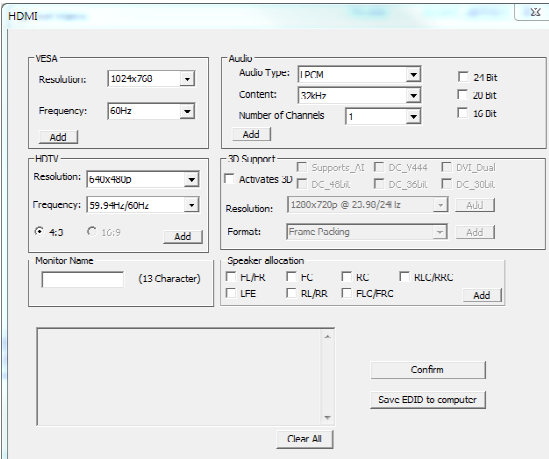 HDMI
VESA
Resolution: 1024x768
Frequency: 60Hz
Add
Audio
Audio Type: LPCM
Content: 32kHz
Number of Channels 1
Add
24 Bit
20 Bit
16 Bit
HDTV
Resolution: 640x480p
Frequency: 59.94Hz/60Hz
4:3 16:9 Add
3D Support
Activates 3D
Supports_AI DC_Y444 DVI_Dual
DC_48bit DC_36bit DC_30bit
Resolution: 1280x720p @ 23.98/24Hz Add
Format: Frame Packing Add
Monitor Name
(13 Character)
Speaker allocation
FL/FR FC RC RLC/RRC
LFE RL/RR FLC/FRC Add
Confirm
Save EDID to computer
Clear All